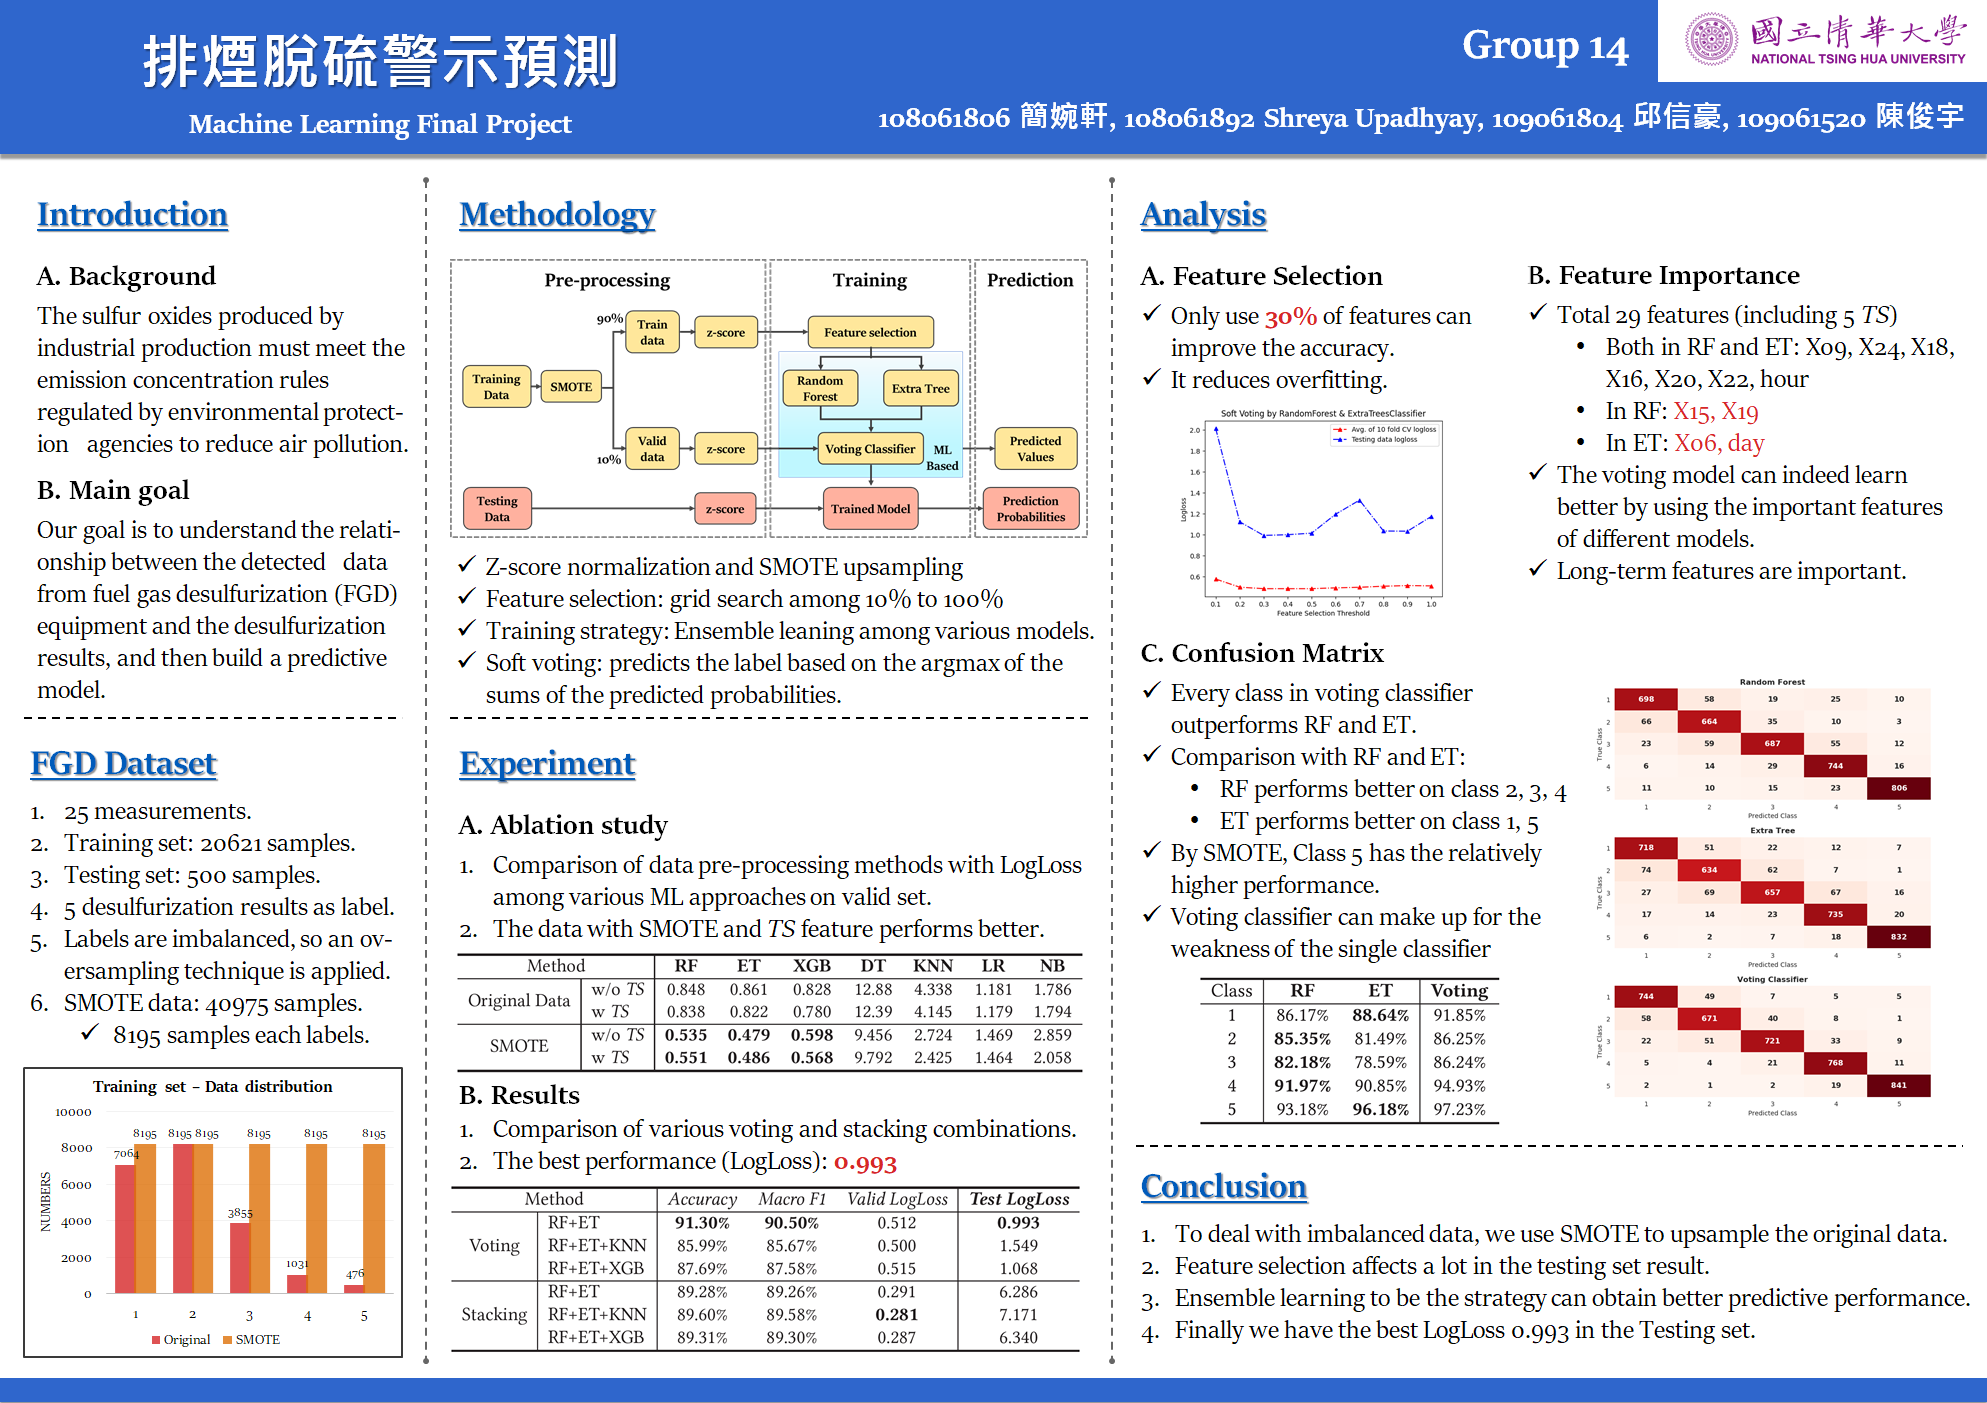 排煙脫硫警示預測
Machine Learning Final Project
Group 14
國立清華大學
NATIONAL TSING HUA UNIVERSITY
108061806 簡婉軒, 108061892 Shreya Upadhyay, 109061804 邱信豪, 109061520 陳俊宇
Introduction
A. Background
The sulfur oxides produced by
industrial production must meet the
emission concentration rules
regulated by environmental protect-
ion agencies to reduce air pollution.
B. Main goal
Our goal is to understand the relati-
onship between the detected data
from fuel gas desulfurization (FGD)
equipment and the desulfurization
results, and then build a predictive
model.
FGD Dataset
1. 25 measurements.
2. Training set: 20621 samples.
3. Testing set: 500 samples.
4. 5 desulfurization results as label.
5. Labels are imbalanced, so an ov-
ersampling technique is applied.
6. SMOTE data: 40975 samples.
✓ 8195 samples each labels.
Training set – Data distribution
NUMBERS
10000
8000
6000
4000
2000
0
7064 8195 8195 8195 3855 8195 1031 8195 476 8195
1 2 3 4 5
Original SMOTE
Methodology
Pre-processing Training Prediction
90% Train data z-score Feature selection
Training Data SMOTE Random Forest Extra Tree
10% Valid data z-score Voting Classifier ML Based Predicted Values
Testing Data z-score Trained Model Prediction Probabilities
✓ Z-score normalization and SMOTE upsampling
✓ Feature selection: grid search among 10% to 100%
✓ Training strategy: Ensemble leaning among various models.
✓ Soft voting: predicts the label based on the argmax of the
sums of the predicted probabilities.
Experiment
A. Ablation study
1. Comparison of data pre-processing methods with LogLoss
among various ML approaches on valid set.
2. The data with SMOTE and TS feature performs better.
Method RF ET XGB DT KNN LR NB
Original Data w/o TS 0.848 0.861 0.828 12.88 4.338 1.181 1.786
w TS 0.838 0.822 0.780 12.39 4.145 1.179 1.794
SMOTE w/o TS 0.535 0.479 0.598 9.456 2.724 1.469 2.859
w TS 0.551 0.486 0.568 9.792 2.425 1.464 2.058
B. Results
1. Comparison of various voting and stacking combinations.
2. The best performance (LogLoss): 0.993
Method Accuracy Macro F1 Valid LogLoss Test LogLoss
Voting RF+ET 91.30% 90.50% 0.512 0.993
RF+ET+KNN 85.99% 85.67% 0.500 1.549
RF+ET+XGB 87.69% 87.58% 0.515 1.068
Stacking RF+ET 89.28% 89.26% 0.291 6.286
RF+ET+KNN 89.60% 89.58% 0.281 7.171
RF+ET+XGB 89.31% 89.30% 0.287 6.340
Analysis
A. Feature Selection
✓ Only use 30% of features can
improve the accuracy.
✓ It reduces overfitting.
Soft Voting by RandomForest & ExtraTreesClassifier
Avg. of 10 fold CV logloss
Testing data logloss
Logloss
2.0
1.8
1.6
1.4
1.2
1.0
0.8
0.6
0.1 0.2 0.3 0.4 0.5 0.6 0.7 0.8 0.9 1.0
Feature Selection Threshold
B. Feature Importance
✓ Total 29 features (including 5 TS)
• Both in RF and ET: X09, X24, X18,
X16, X20, X22, hour
• In RF: X15, X19
• In ET: X06, day
✓ The voting model can indeed learn
better by using the important features
of different models.
✓ Long-term features are important.
C. Confusion Matrix
✓ Every class in voting classifier
outperforms RF and ET.
✓ Comparison with RF and ET:
• RF performs better on class 2, 3, 4
• ET performs better on class 1, 5
✓ By SMOTE, Class 5 has the relatively
higher performance.
✓ Voting classifier can make up for the
weakness of the single classifier
Class RF ET Voting
1 86.17% 88.64% 91.85%
2 85.35% 81.49% 86.25%
3 82.18% 78.59% 86.24%
4 91.97% 90.85% 94.93%
5 93.18% 96.18% 97.23%
Random Forest
True Class
1 698 58 19 25 10
2 66 664 35 10 3
3 23 59 687 55 12
4 6 14 29 744 16
5 11 10 15 23 806
1 2 3 4 5
Predicted Class
Extra Tree
True Class
1 718 51 22 12 7
2 74 634 62 7 1
3 27 69 657 67 16
4 17 14 23 735 20
5 6 2 7 18 832
1 2 3 4 5
Predicted Class
Voting Classifier
True Class
1 744 49 7 5 5
2 58 671 40 8 1
3 22 51 721 33 9
4 5 4 21 768 11
5 2 1 2 19 841
1 2 3 4 5
Predicted Class
Conclusion
1. To deal with imbalanced data, we use SMOTE to upsample the original data.
2. Feature selection affects a lot in the testing set result.
3. Ensemble learning to be the strategy can obtain better predictive performance.
4. Finally we have the best LogLoss 0.993 in the Testing set.